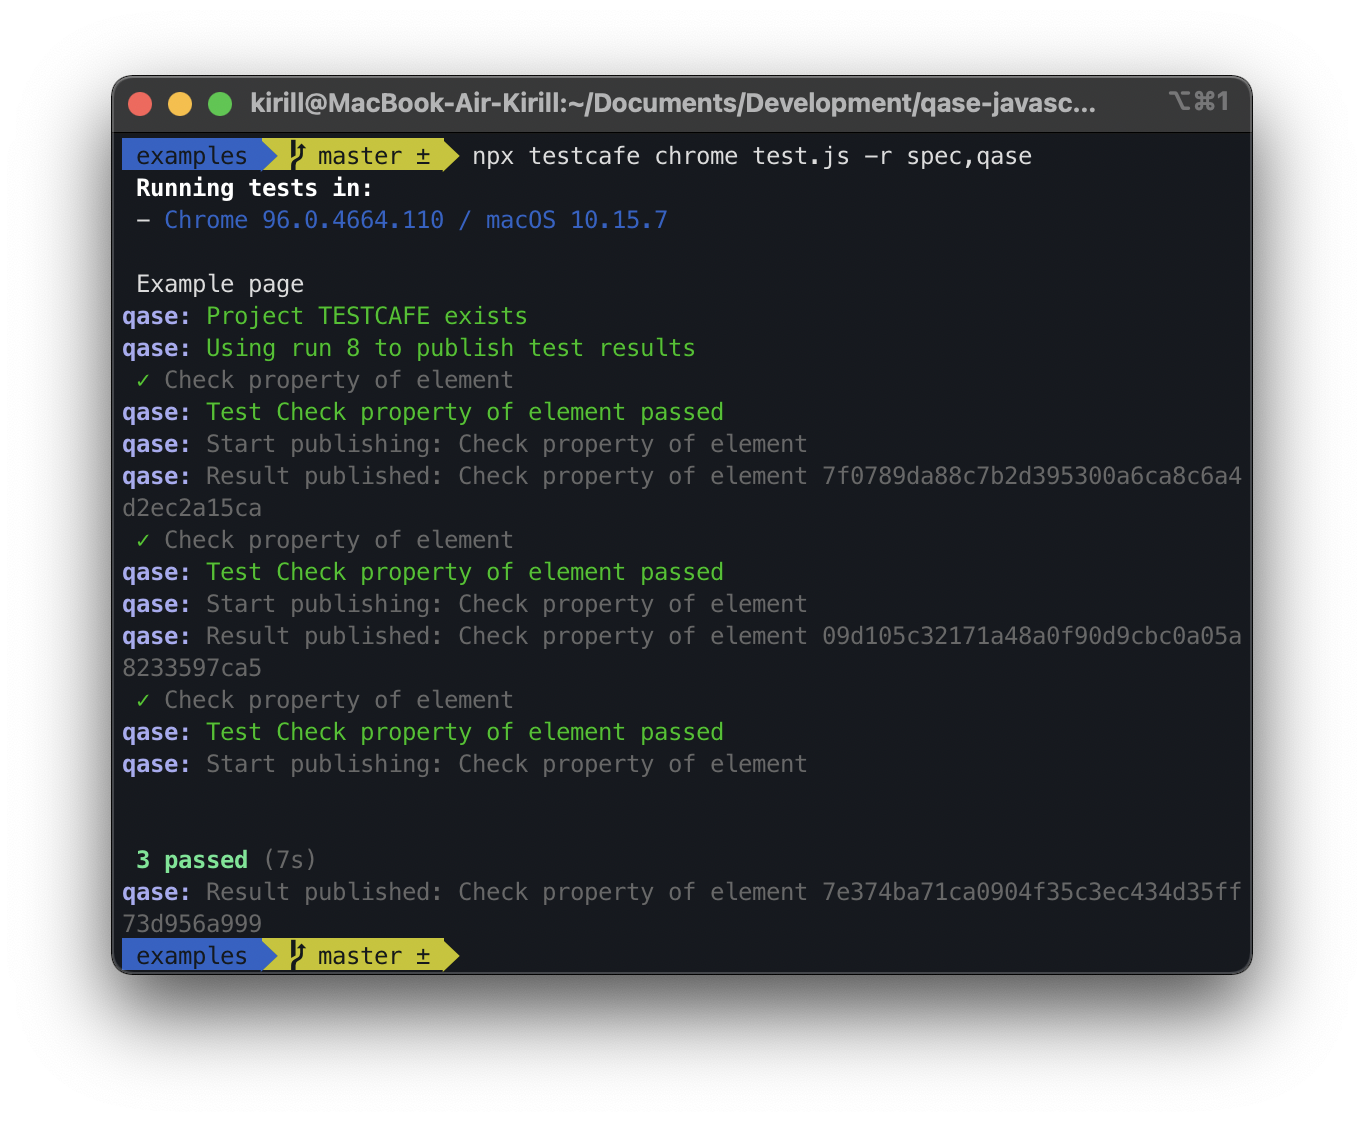 kirill@MacBook-Air-Kirill:~/Documents/Development/qase-javasc... ⌥⌘1
examples master ± npx testcafe chrome test.js -r spec,qase
Running tests in:
- Chrome 96.0.4664.110 / macOS 10.15.7
Example page
qase: Project TESTCAFE exists
qase: Using run 8 to publish test results
✓ Check property of element
qase: Test Check property of element passed
qase: Start publishing: Check property of element
qase: Result published: Check property of element 7f0789da88c7b2d395300a6ca8c6a4
d2ec2a15ca
✓ Check property of element
qase: Test Check property of element passed
qase: Start publishing: Check property of element
qase: Result published: Check property of element 09d105c32171a48a0f90d9cbc0a05a
8233597ca5
✓ Check property of element
qase: Test Check property of element passed
qase: Start publishing: Check property of element
3 passed (7s)
qase: Result published: Check property of element 7e374ba71ca0904f35c3ec434d35ff
73d956a999
examples master ±